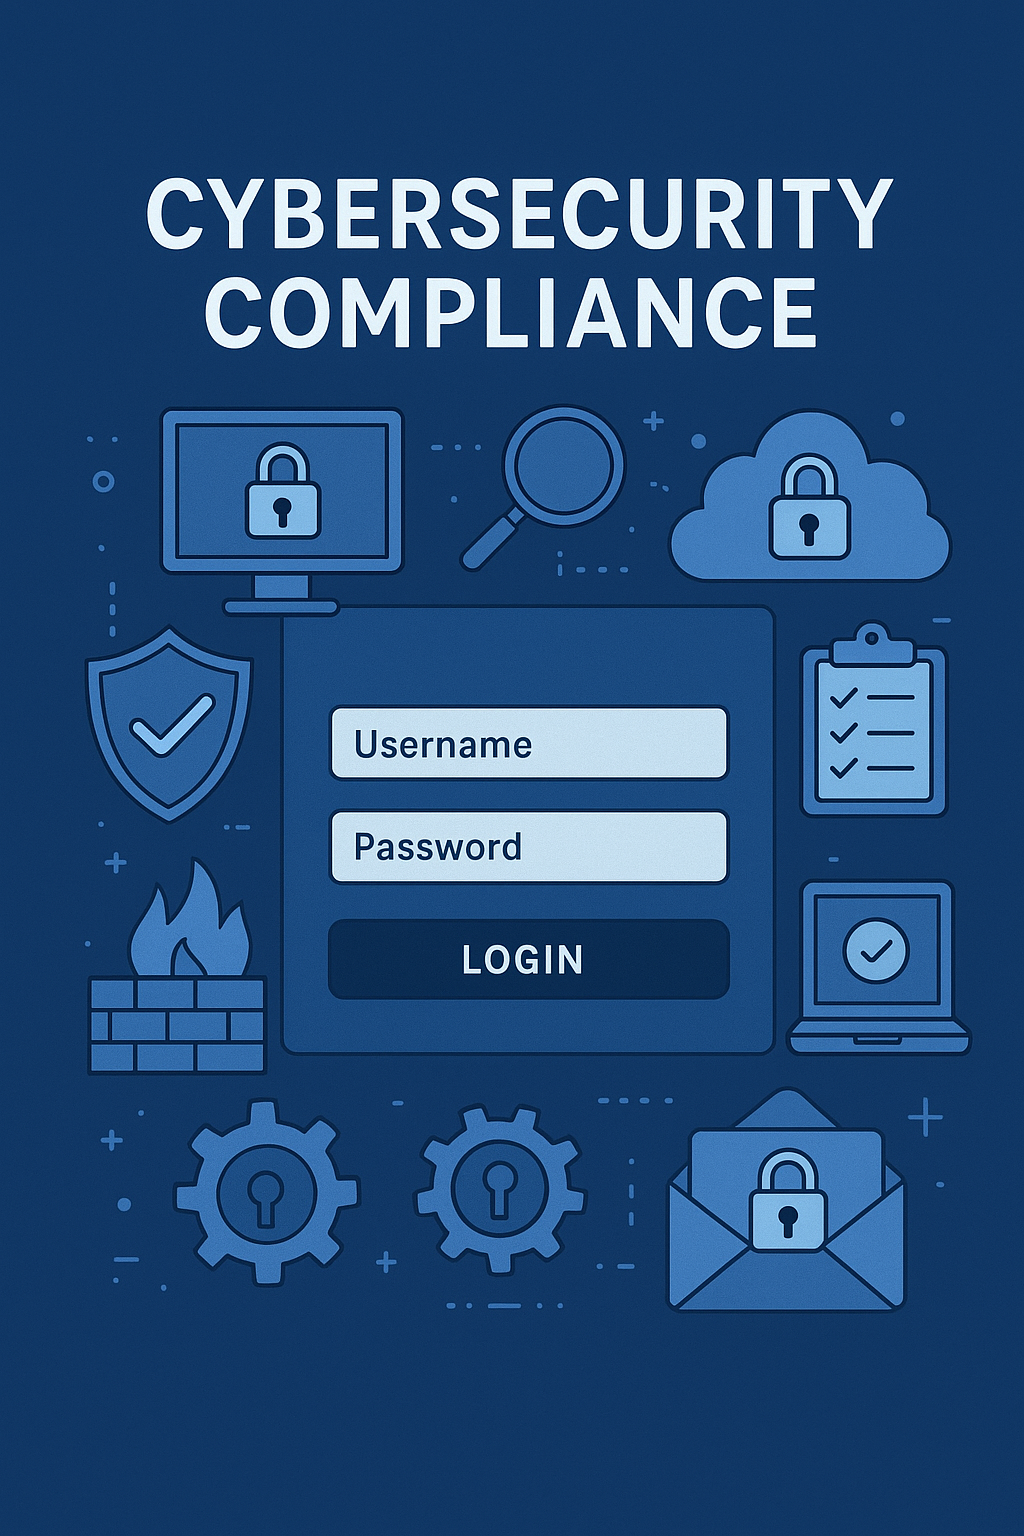 CYBERSECURITY
COMPLIANCE
Username
Password
LOGIN